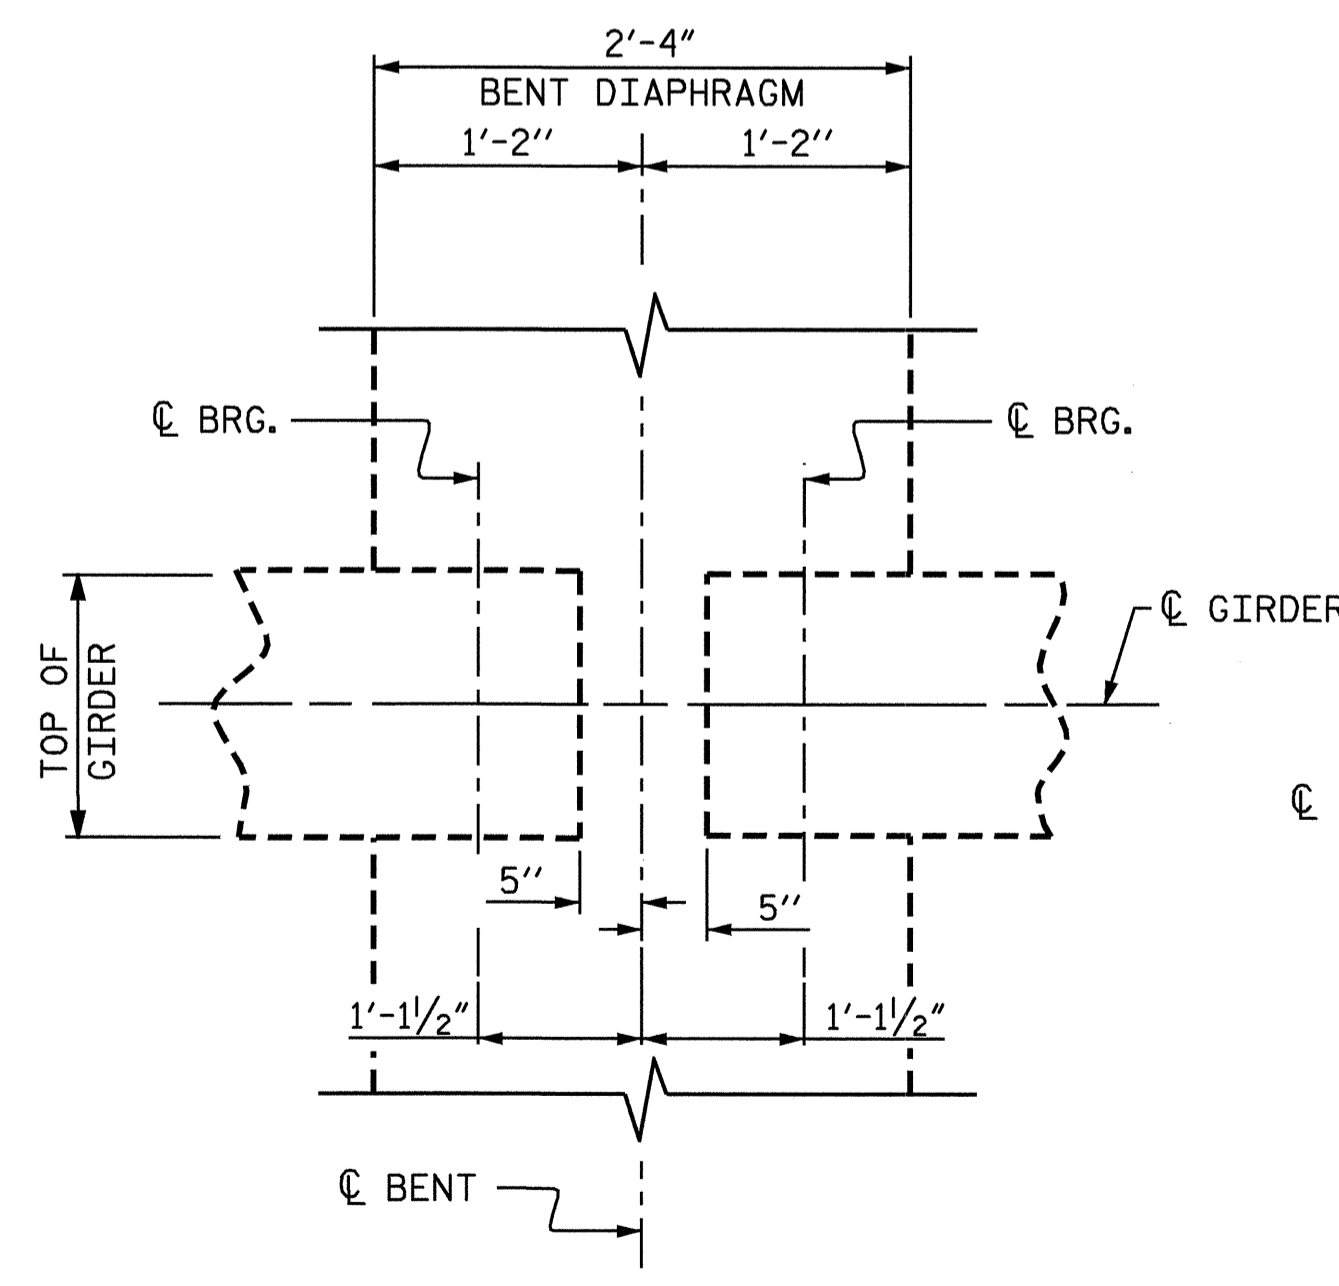 2'-4"
BENT DIAPHRAGM
1'-2" 1'-2"
℄ BRG. ℄ BRG.
℄ GIRDER
TOP OF
GIRDER
℄
5"
5"
1'-1½" 1'-1½"
℄ BENT